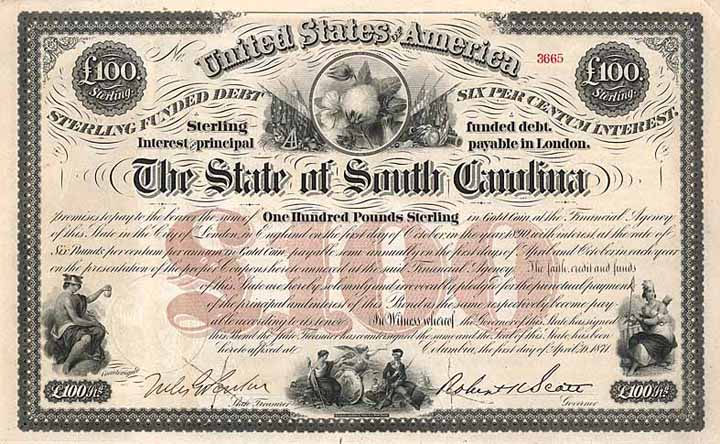 United States of America
No. 3665
£100. Sterling.
£100. Sterling.
STERLING FUNDED DEBT
SIX PER CENTUM INTEREST.
Sterling funded debt.
Interest and principal payable in London.
The State of South Carolina
promises to pay to the bearer the sum of One Hundred Pounds Sterling in Gold Coin, at the Financial Agency
of this State in the City of London, England on the first day of October in the year 1890, with interest, at the rate of
Six Pounds per centum per annum in Gold Coin payable semi annually on the first days of April and October in each year
on the presentation of the proper Coupons hereto annexed at the said Financial Agency. The faith, credit and funds
of this State are hereby solemnly and irrevocably pledged for the punctual payment of
the principal and interest of this Bond as the same respectively become pay-
able according to its tenor. In Witness whereof the Governor of this State has signed
this Bond the State Treasurer has countersigned the same and the Seal of this State has been
hereto affixed at Columbia, the first day of April A.D. 1871
£100
Robert K Scott
State Treasurer
Governor
£100 Stg.
£100 Stg.